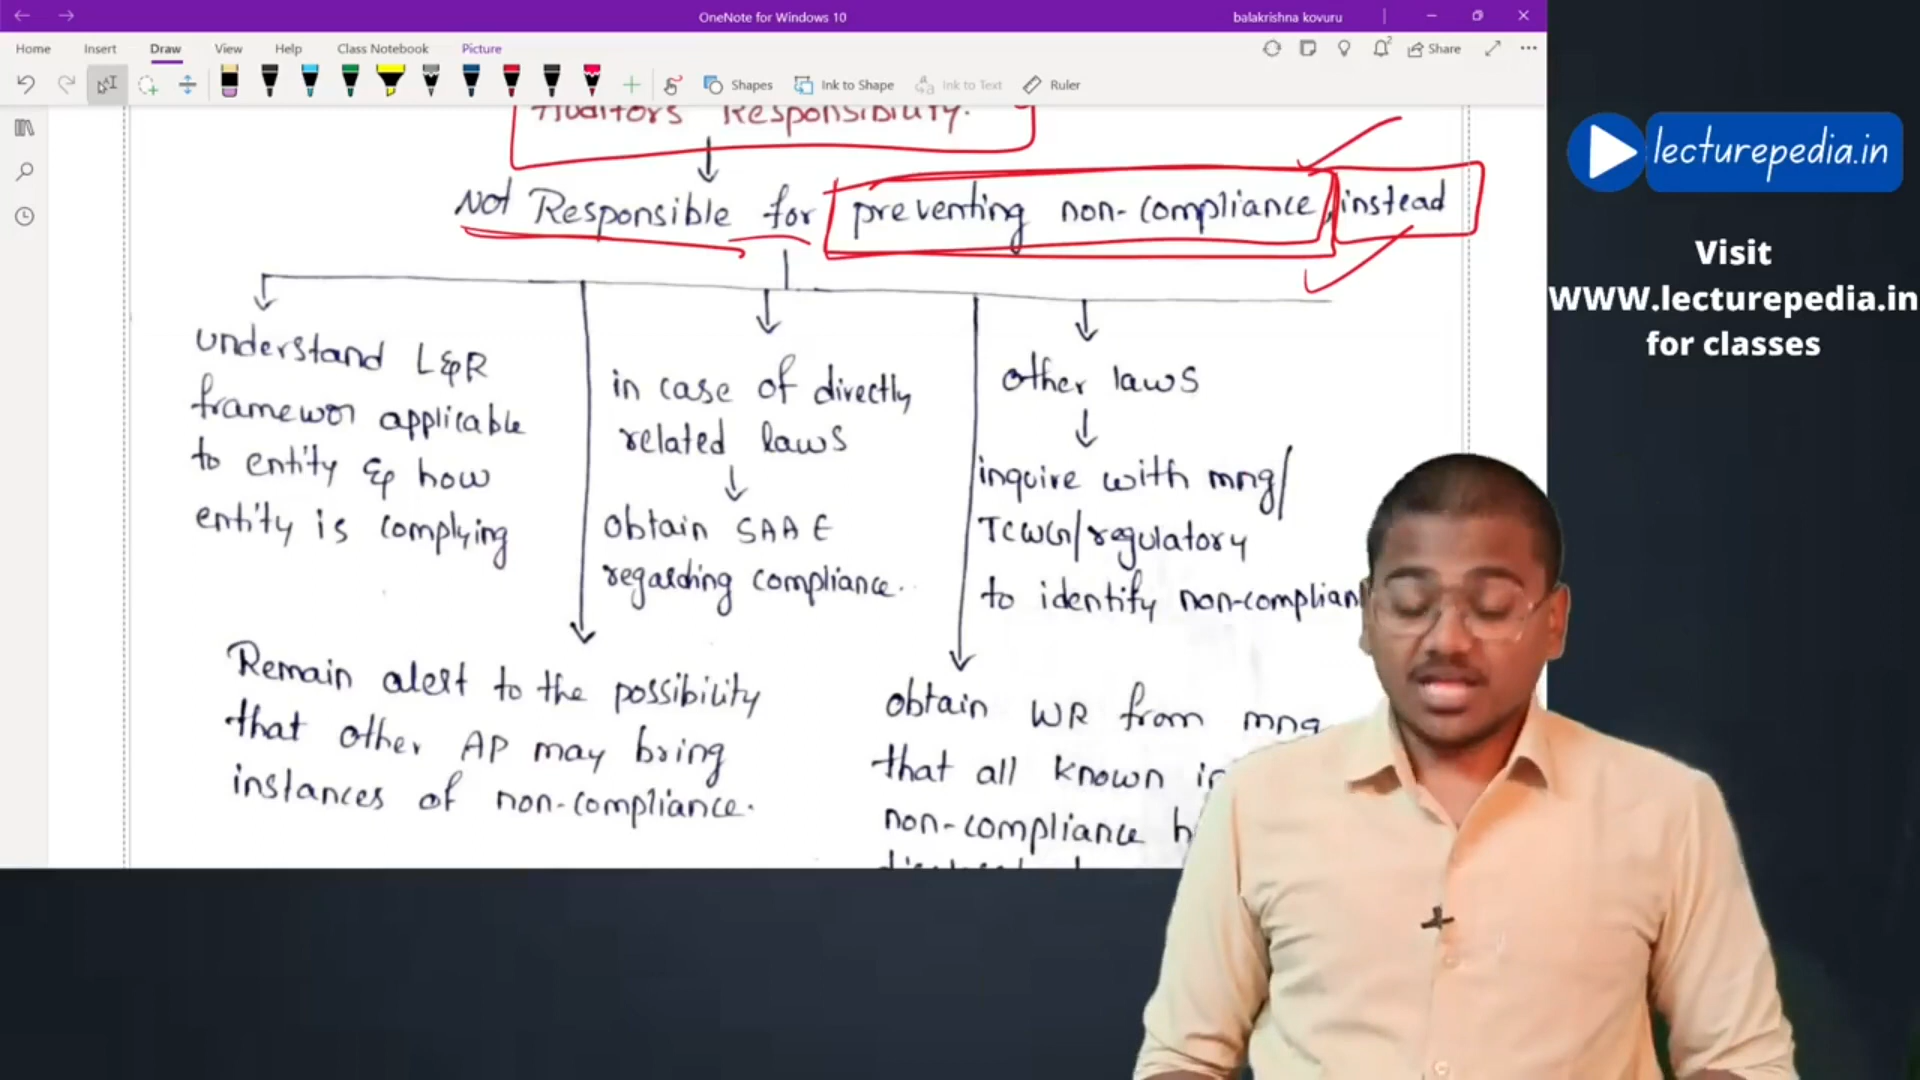 OneNote for Windows 10
balakrishna kovuru
Home Insert Draw View Help Class Notebook Picture
Share
Shapes Ink to Shape Ink to Text Ruler
Auditors Responsibility.
Not Responsible for preventing non-compliance, instead
understand L&R
framewor applicable
to entity & how
entity is complying
in case of directly
related laws
obtain SAAE
regarding compliance.
other laws
inquire with mng/
TCWG/regulatory
to identify non-complian
Remain alert to the possibility
that other AP may bring
instances of non-compliance.
obtain WR from mng
that all known
non-compliance
lecturepedia.in
Visit
WWW.lecturepedia.in
for classes